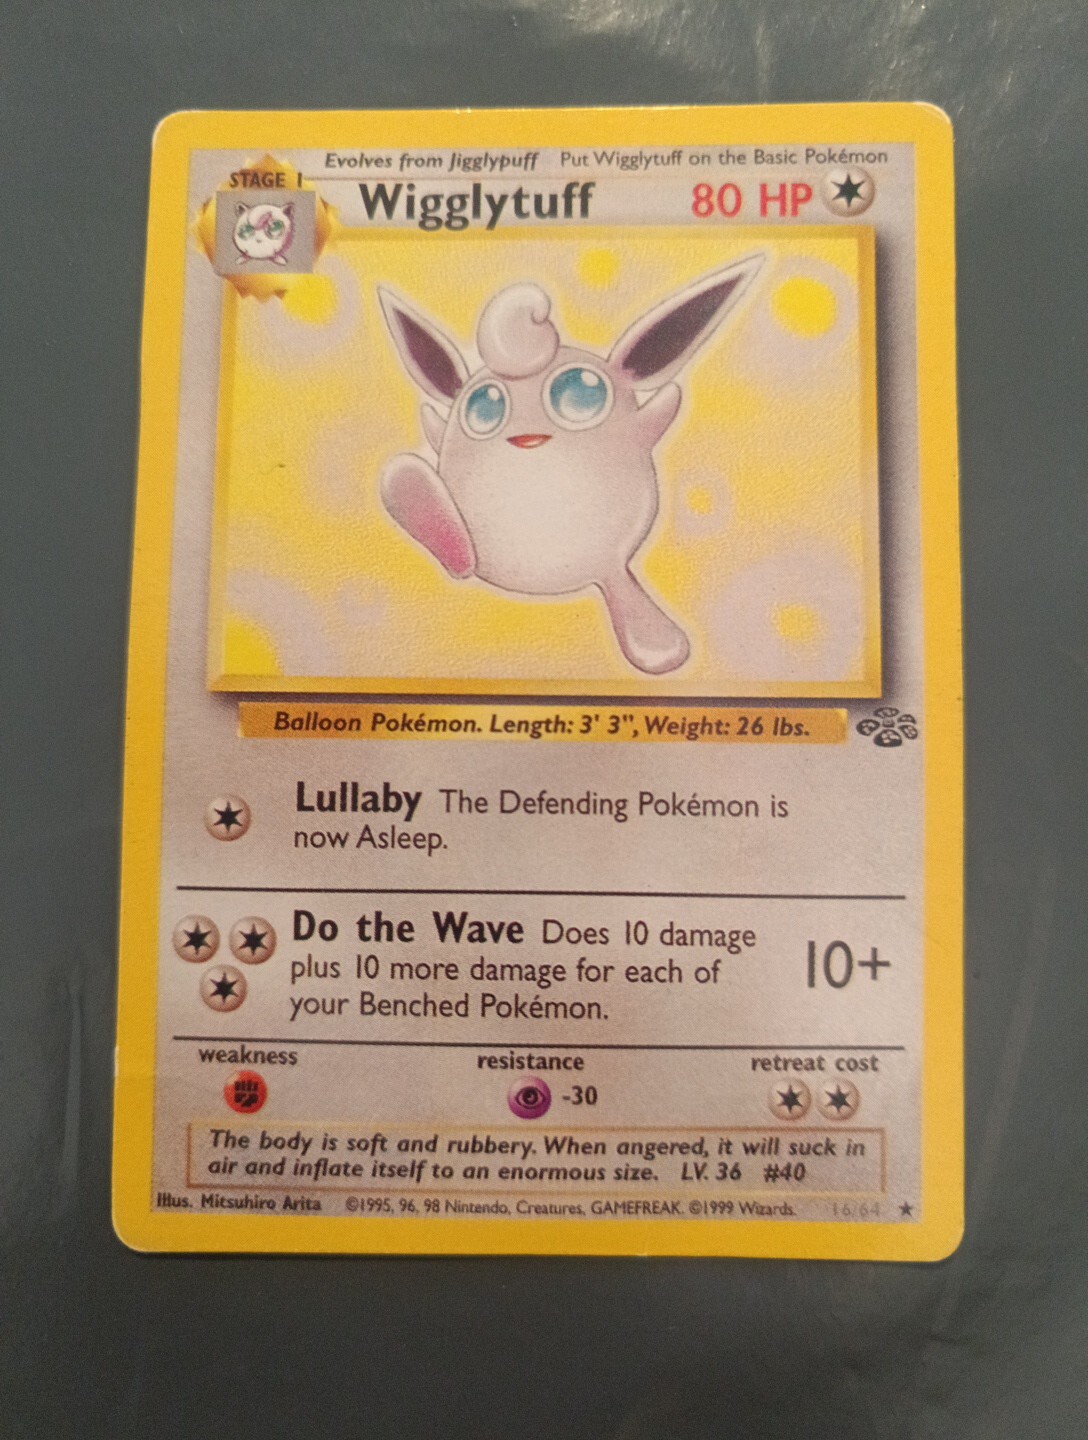 Evolves from Jigglypuff Put Wigglytuff on the Basic Pokémon
STAGE 1
Wigglytuff 80 HP
Balloon Pokémon. Length: 3' 3", Weight: 26 lbs.
Lullaby The Defending Pokémon is
now Asleep.
Do the Wave Does 10 damage
plus 10 more damage for each of
your Benched Pokémon.
10+
weakness resistance retreat cost
-30
The body is soft and rubbery. When angered, it will suck in
air and inflate itself to an enormous size. LV. 36 #40
Illus. Mitsuhiro Arita ©1995, 96, 98 Nintendo, Creatures, GAMEFREAK. ©1999 Wizards. 16/64